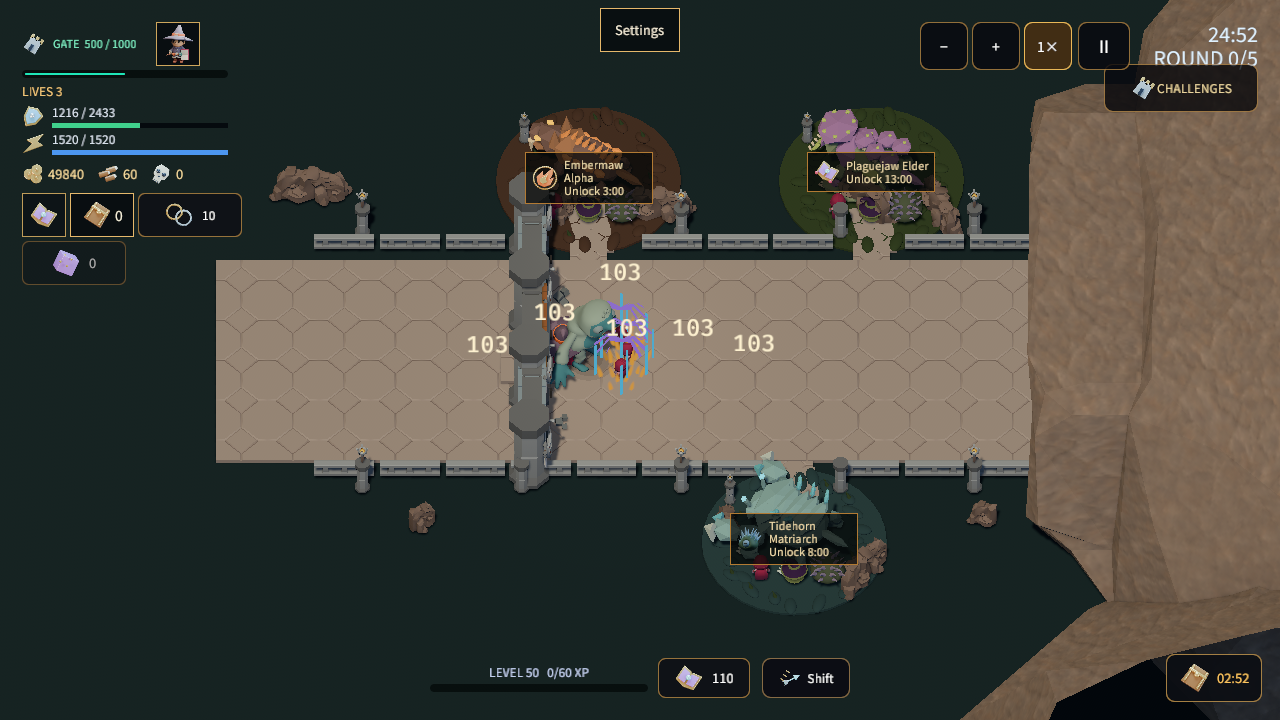 GATE 500 / 1000
Settings
−
+
1×
24:52
ROUND 0/5
CHALLENGES
LIVES 3
1216 / 2433
1520 / 1520
49840
60
0
0
10
0
Embermaw
Alpha
Unlock 3:00
Plaguejaw Elder
Unlock 13:00
103
103
103
103
103
103
Tidehorn
Matriarch
Unlock 8:00
LEVEL 50 0/60 XP
110
Shift
02:52